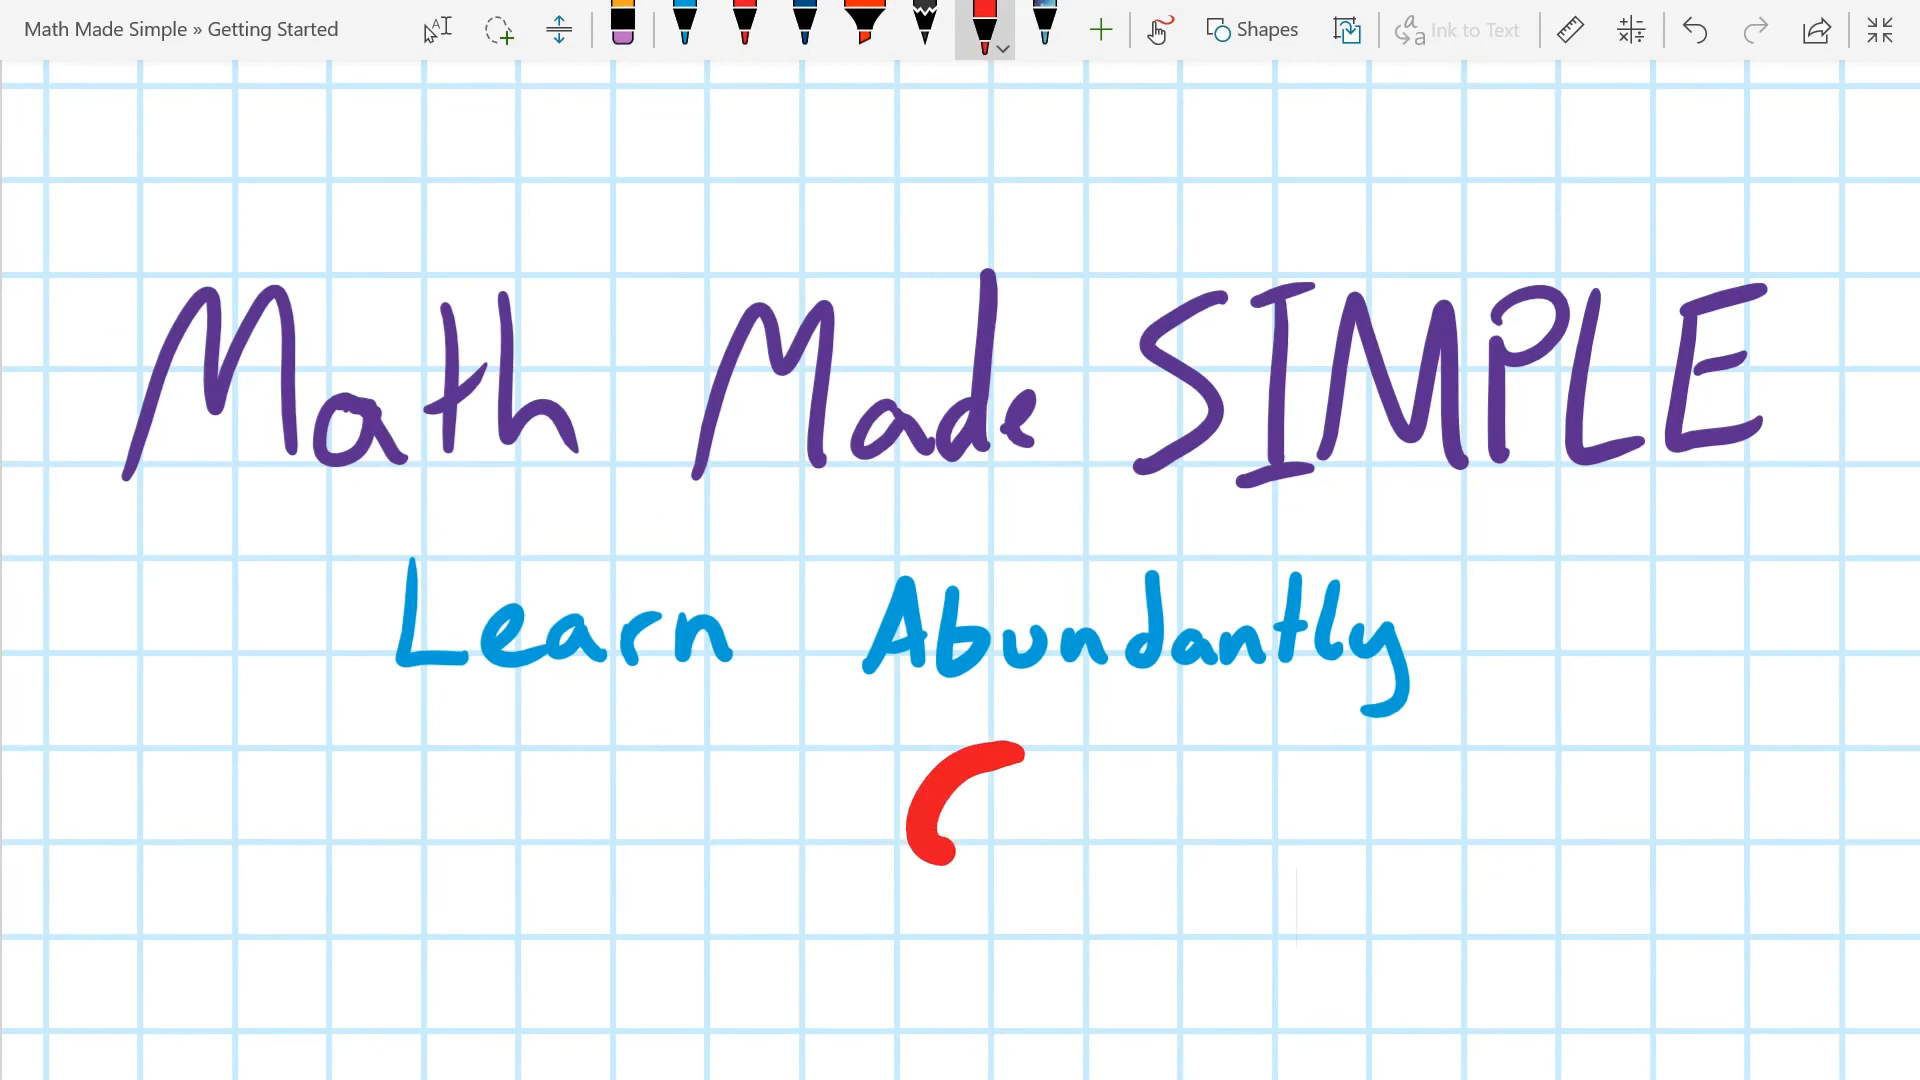 Math Made Simple » Getting Started
Shapes
Ink to Text
Math Made SIMPLE
Learn Abundantly